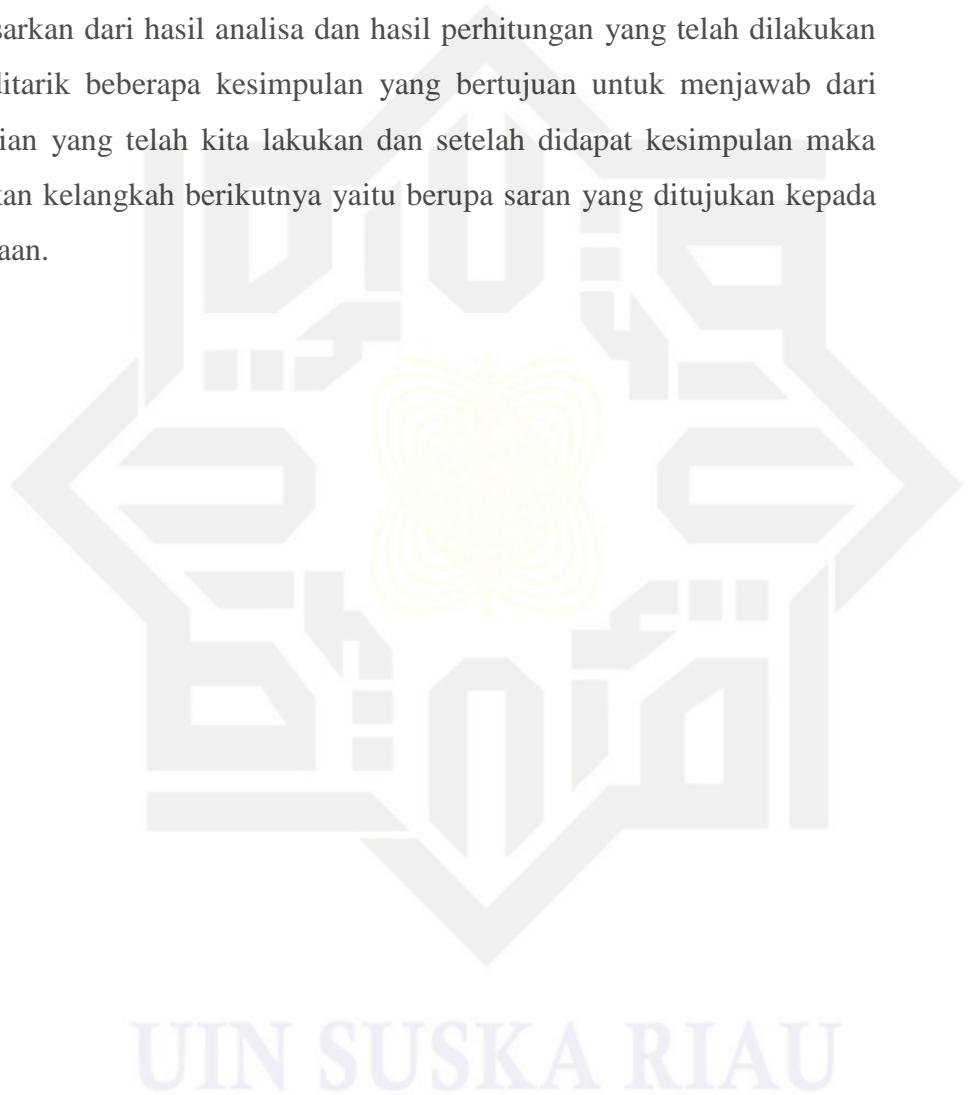 sarkan dari hasil analisa dan hasil perhitungan yang telah dilakukan
ditarik beberapa kesimpulan yang bertujuan untuk menjawab dari
ian yang telah kita lakukan dan setelah didapat kesimpulan maka
kan kelangkah berikutnya yaitu berupa saran yang ditujukan kepada
aan.
UIN SUSKA RIAU